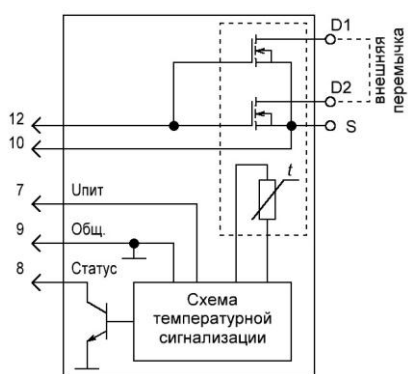 D1
D2
S
внешняя
перемычка
12
10
t
7 Uпит
9 Общ.
8 Статус
Схема
температурной
сигнализации